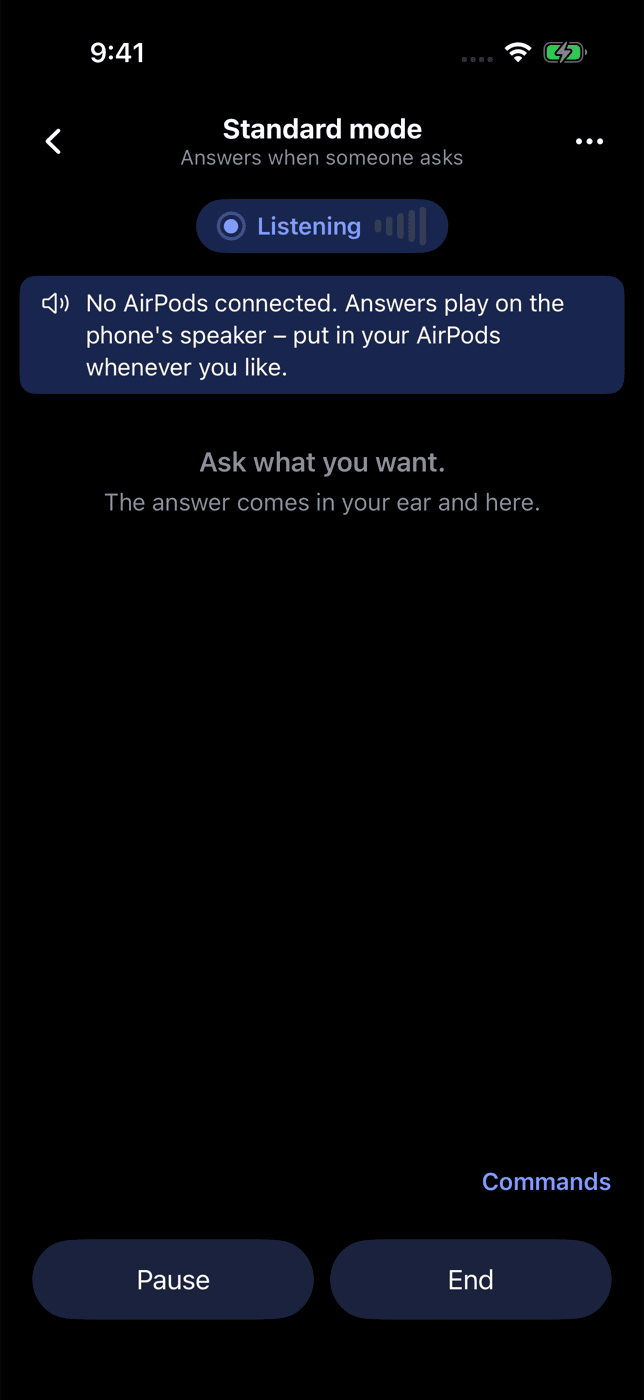 9:41
Standard mode
Answers when someone asks
Listening
No AirPods connected. Answers play on the
phone's speaker – put in your AirPods
whenever you like.
Ask what you want.
The answer comes in your ear and here.
Commands
Pause
End